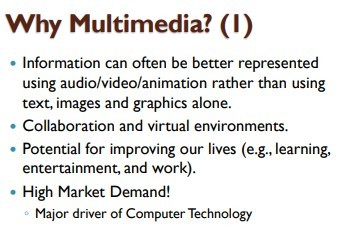 Why Multimedia? (1)
• Information can often be better represented
using audio/video/animation rather than using
text, images and graphics alone.
• Collaboration and virtual environments.
• Potential for improving our lives (e.g., learning,
entertainment, and work).
• High Market Demand!
◦ Major driver of Computer Technology